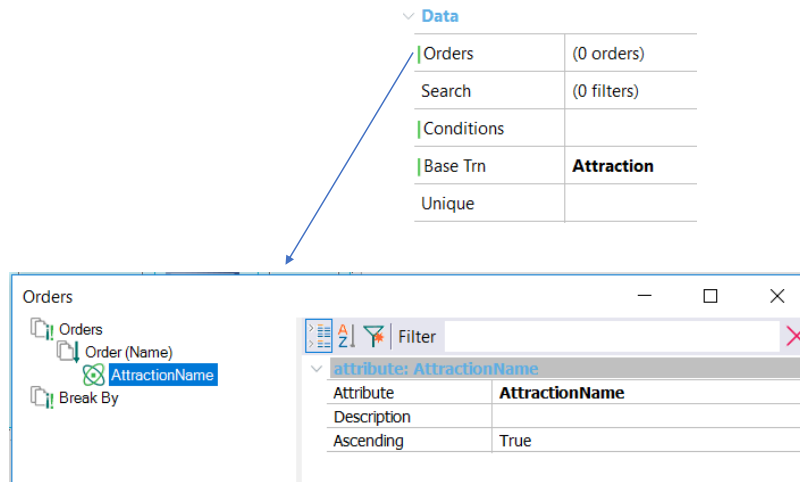 Data
Orders (0 orders)
Search (0 filters)
Conditions
Base Trn Attraction
Unique
Orders
Orders
Order (Name)
AttractionName
Break By
Filter
attribute: AttractionName
Attribute AttractionName
Description
Ascending True